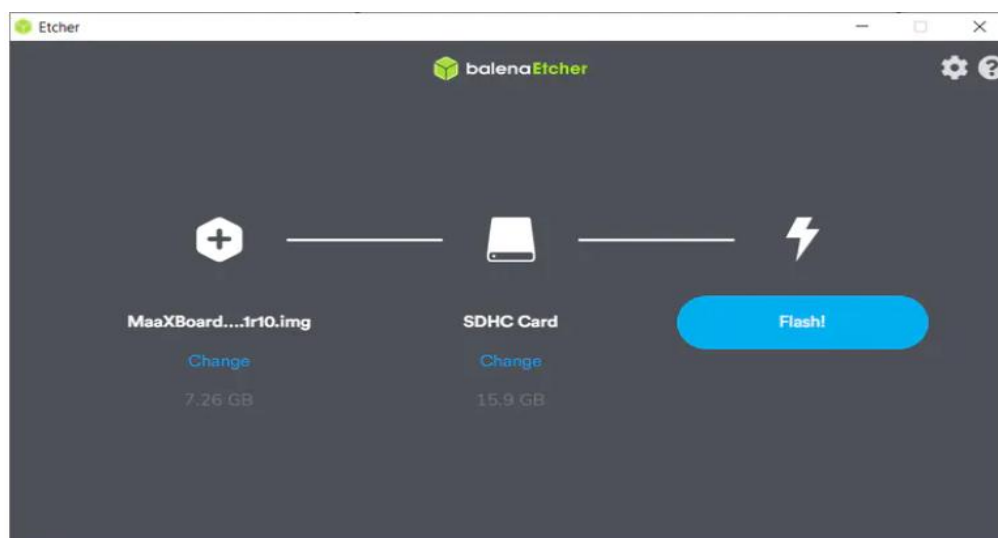 Etcher
balenaEtcher
MaaXBoard....1r10.img
SDHC Card
Flash!
Change
Change
7.26 GB
15.9 GB